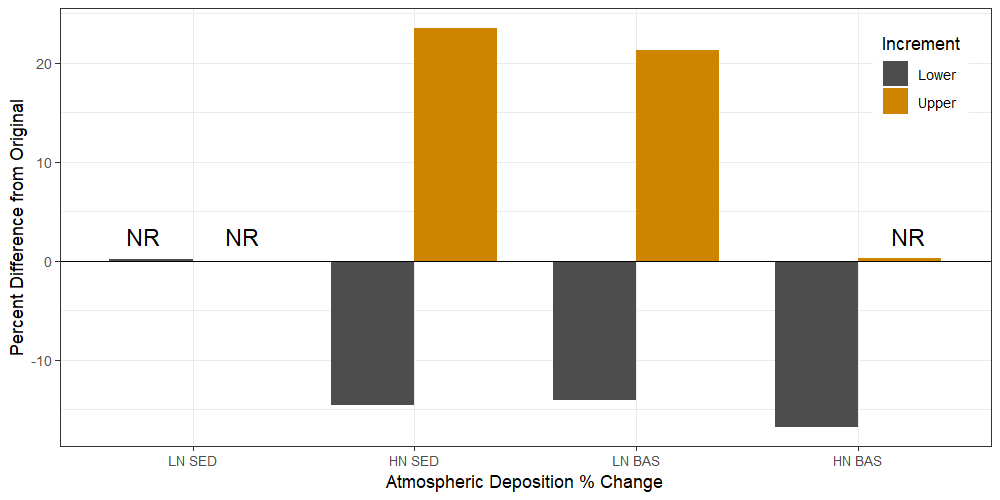 Percent Difference from Original
20
10
0
-10
NR
NR
NR
Increment
Lower
Upper
LN SED
HN SED
LN BAS
HN BAS
Atmospheric Deposition % Change